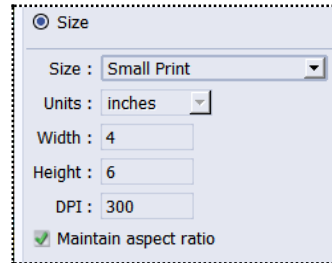 Size
Size : Small Print
Units : inches
Width : 4
Height : 6
DPI : 300
Maintain aspect ratio